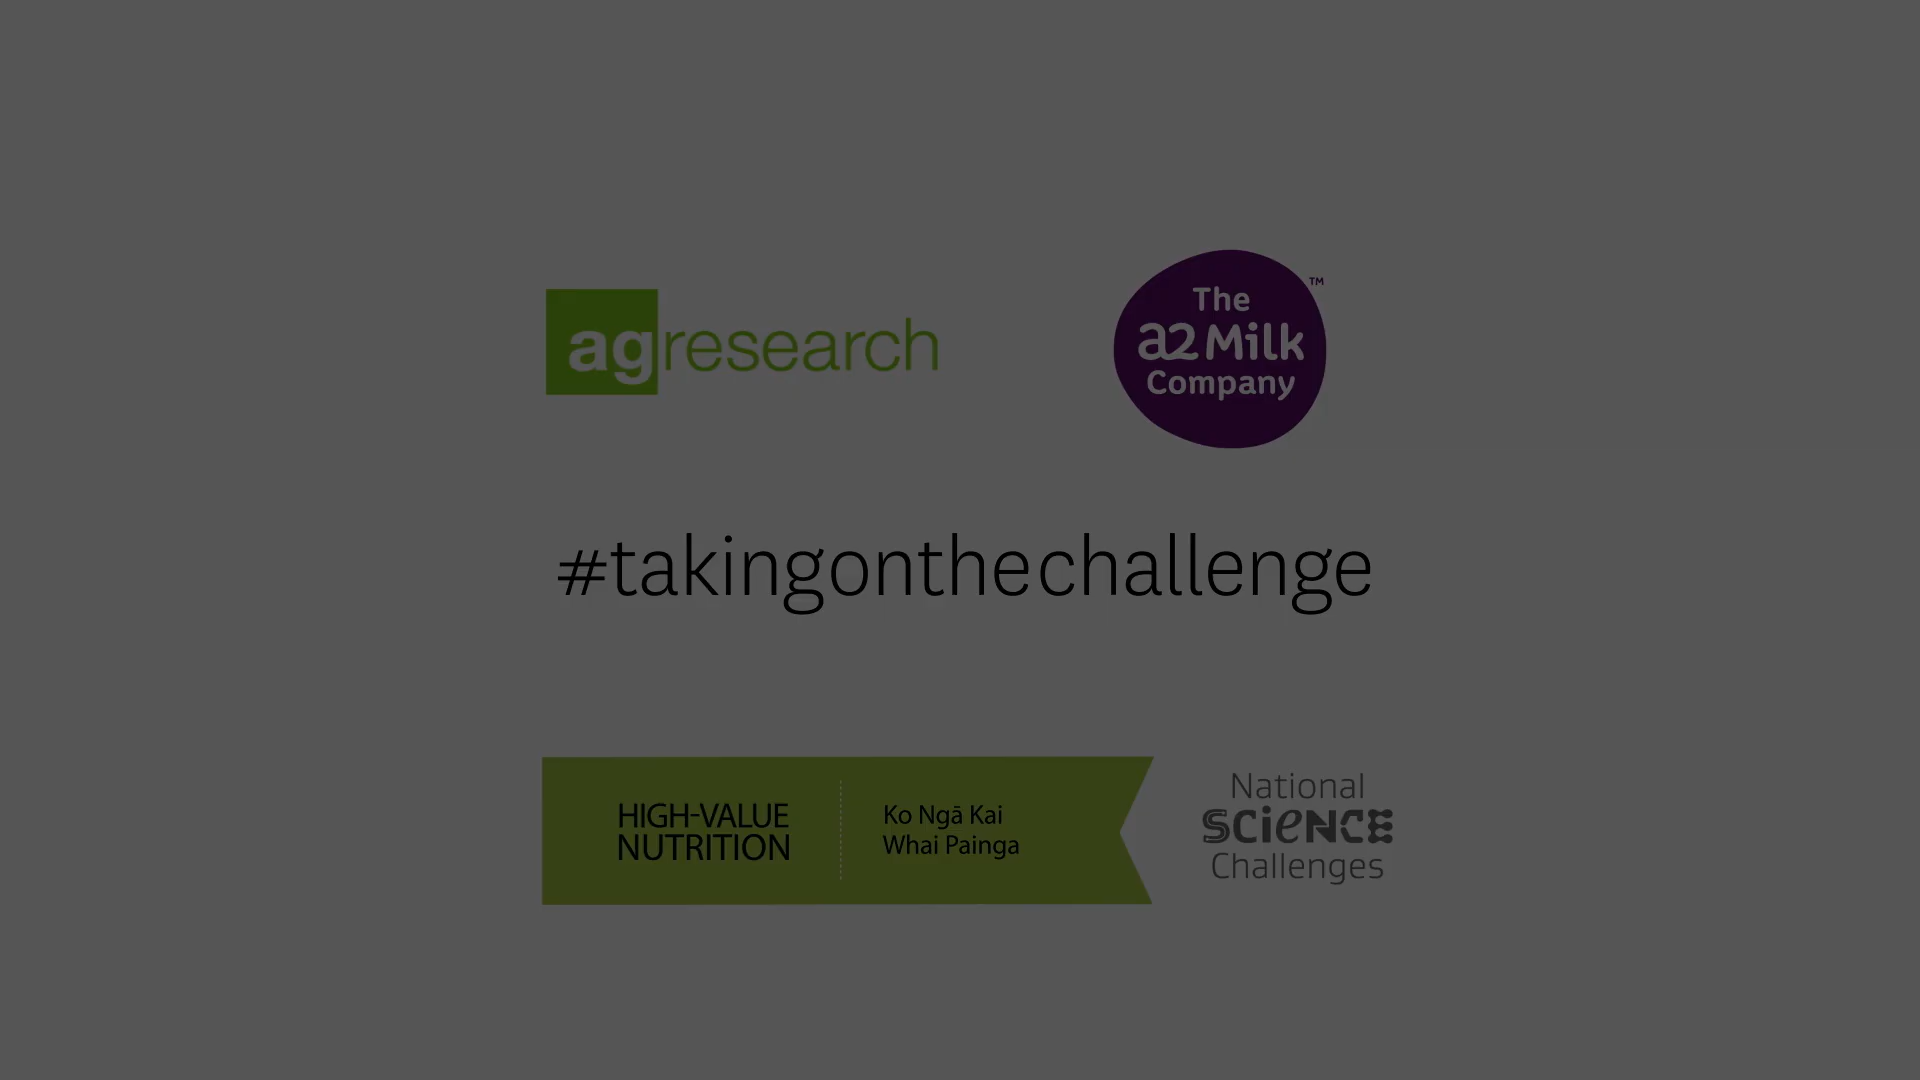 agresearch
The
a2 Milk
Company
TM
#takingonthechallenge
HIGH-VALUE
NUTRITION
Ko Ngā Kai
Whai Painga
National
SCiENCE
Challenges